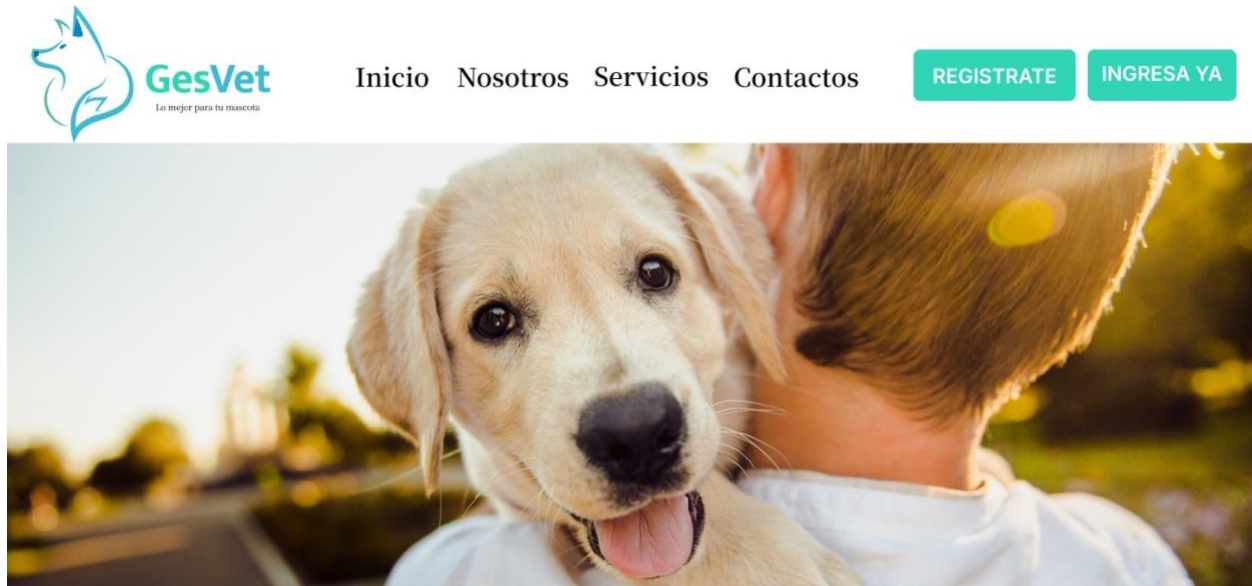 GesVet
Lo mejor para tu mascota
Inicio Nosotros Servicios Contactos
REGISTRATE INGRESA YA